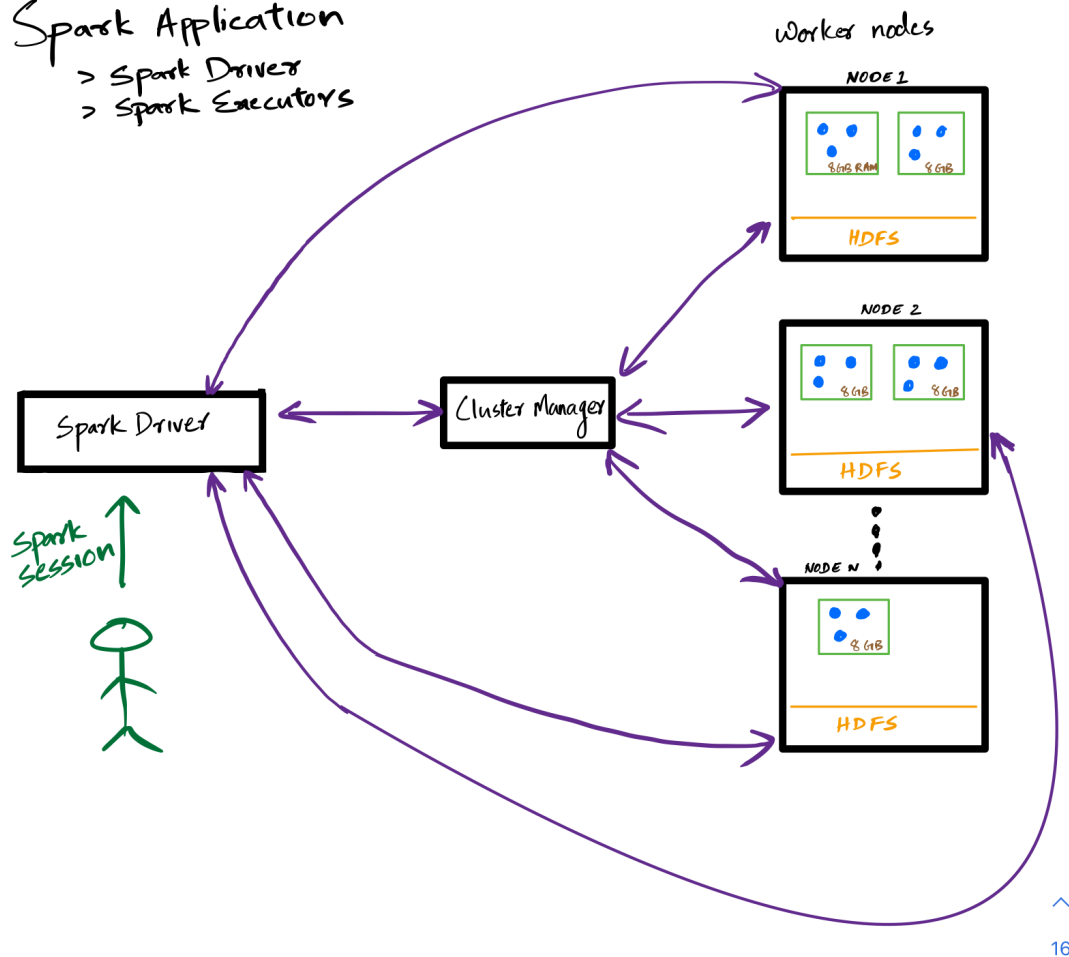 Spark Application
> Spark Driver
> Spark Executors
Worker nodes
NODE 1
8GB RAM
8GB
HDFS
NODE 2
8GB
8GB
HDFS
Spark Driver
Cluster Manager
Spark
session
NODE N
8GB
HDFS
16